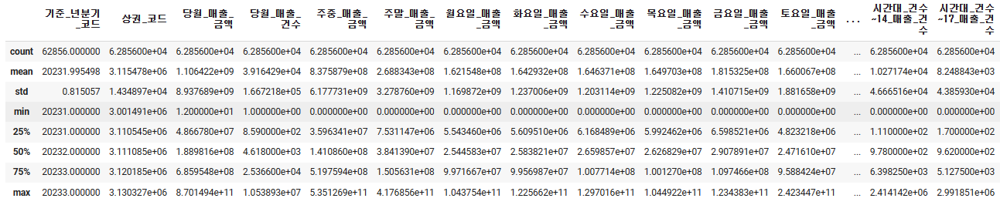 기준_년분기_코드 상권_코드 당월_매출_금액 당월_매출_건수 주중_매출_금액 주말_매출_금액 월요일_매출_금액 화요일_매출_금액 수요일_매출_금액 목요일_매출_금액 금요일_매출_금액 토요일_매출_금액 ... 시간대_건수~14_매출_건수 시간대_건수~17_매출_건수
count 62856.000000 6.285600e+04 6.285600e+04 6.285600e+04 6.285600e+04 6.285600e+04 6.285600e+04 6.285600e+04 6.285600e+04 6.285600e+04 6.285600e+04 6.285600e+04 ... 6.285600e+04 6.285600e+04
mean 20231.995498 3.115478e+06 1.106422e+09 3.916429e+04 8.375879e+08 2.688343e+08 1.621548e+08 1.642932e+08 1.646371e+08 1.649703e+08 1.815325e+08 1.660067e+08 ... 1.027174e+04 8.248843e+03
std 0.815057 1.434897e+04 8.937689e+09 1.667218e+05 6.177731e+09 3.278760e+09 1.169872e+09 1.237006e+09 1.203114e+09 1.225082e+09 1.410715e+09 1.881658e+09 ... 4.666516e+04 4.385930e+04
min 20231.000000 3.001491e+06 1.200000e+01 1.000000e+00 0.000000e+00 0.000000e+00 0.000000e+00 0.000000e+00 0.000000e+00 0.000000e+00 0.000000e+00 0.000000e+00 ... 0.000000e+00 0.000000e+00
25% 20231.000000 3.110545e+06 4.866780e+07 8.590000e+02 3.596341e+07 7.531147e+06 5.543460e+06 5.609510e+06 6.168489e+06 5.992462e+06 6.598521e+06 4.823218e+06 ... 1.110000e+02 1.700000e+02
50% 20232.000000 3.111085e+06 1.889816e+08 4.618000e+03 1.410860e+08 3.841390e+07 2.544583e+07 2.583821e+07 2.659857e+07 2.626829e+07 2.907891e+07 2.471610e+07 ... 9.780000e+02 9.620000e+02
75% 20233.000000 3.120185e+06 6.859548e+08 2.536600e+04 5.197594e+08 1.505631e+08 9.971667e+07 9.956987e+07 1.007714e+08 1.001270e+08 1.097466e+08 9.588424e+07 ... 6.398250e+03 5.127500e+03
max 20233.000000 3.130327e+06 8.701494e+11 1.053893e+07 5.351269e+11 4.176856e+11 1.043754e+11 1.225662e+11 1.297016e+11 1.044922e+11 1.234383e+11 2.423447e+11 ... 2.414142e+06 2.991851e+06